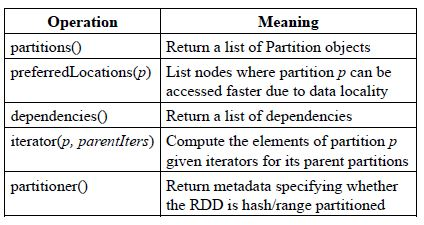 Operation Meaning
partitions() Return a list of Partition objects
preferredLocations(p) List nodes where partition p can be
accessed faster due to data locality
dependencies() Return a list of dependencies
iterator(p, parentIters) Compute the elements of partition p
given iterators for its parent partitions
partitioner() Return metadata specifying whether
the RDD is hash/range partitioned